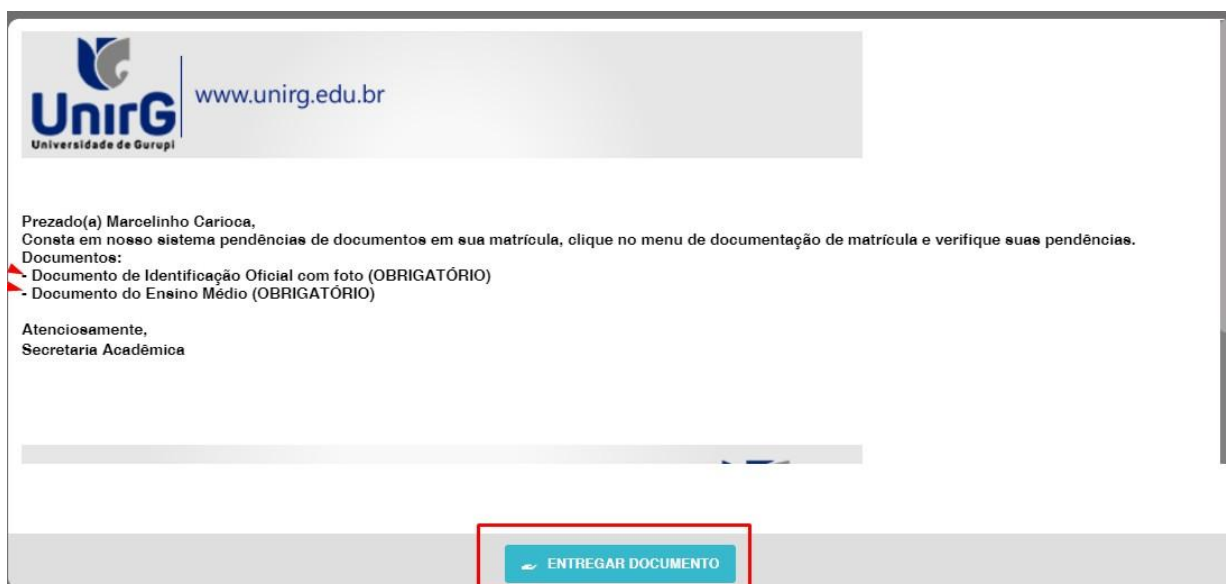 UnirG
Universidade de Gurupi
www.unirg.edu.br
Prezado(a) Marcelinho Carioca,
Consta em nosso sistema pendências de documentos em sua matrícula, clique no menu de documentação de matrícula e verifique suas pendências.
Documentos:
- Documento de Identificação Oficial com foto (OBRIGATÓRIO)
- Documento do Ensino Médio (OBRIGATÓRIO)
Atenciosamente,
Secretaria Acadêmica
ENTREGAR DOCUMENTO